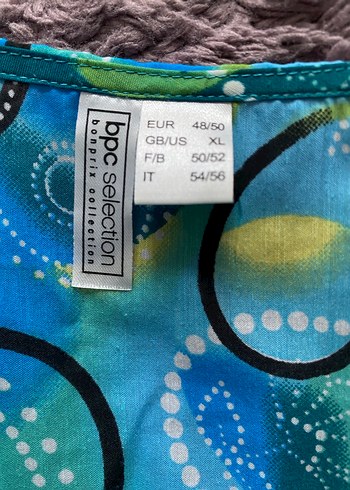 bpc selection
bonprix collection
EUR 48/50
GB/US XL
F/B 50/52
IT 54/56